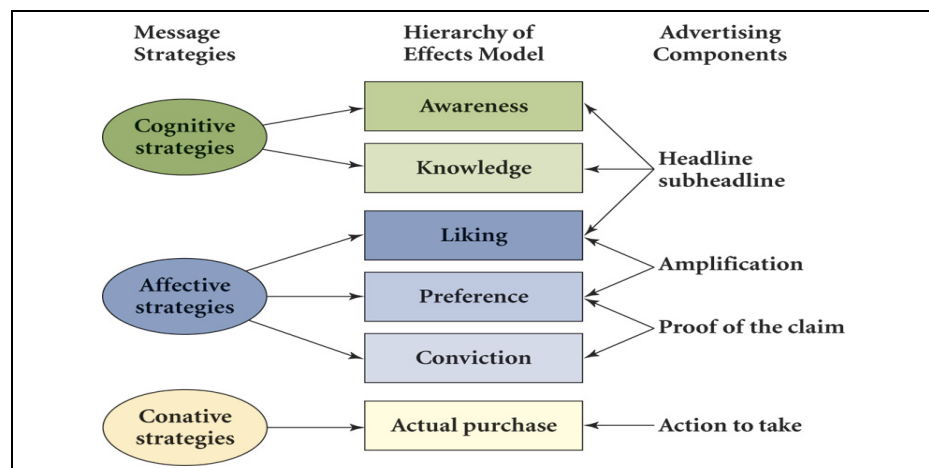 Message
Strategies
Hierarchy of
Effects Model
Advertising
Components
Cognitive
strategies
Awareness
Knowledge
Headline
subheadline
Affective
strategies
Liking
Preference
Conviction
Amplification
Proof of the claim
Conative
strategies
Actual purchase
Action to take